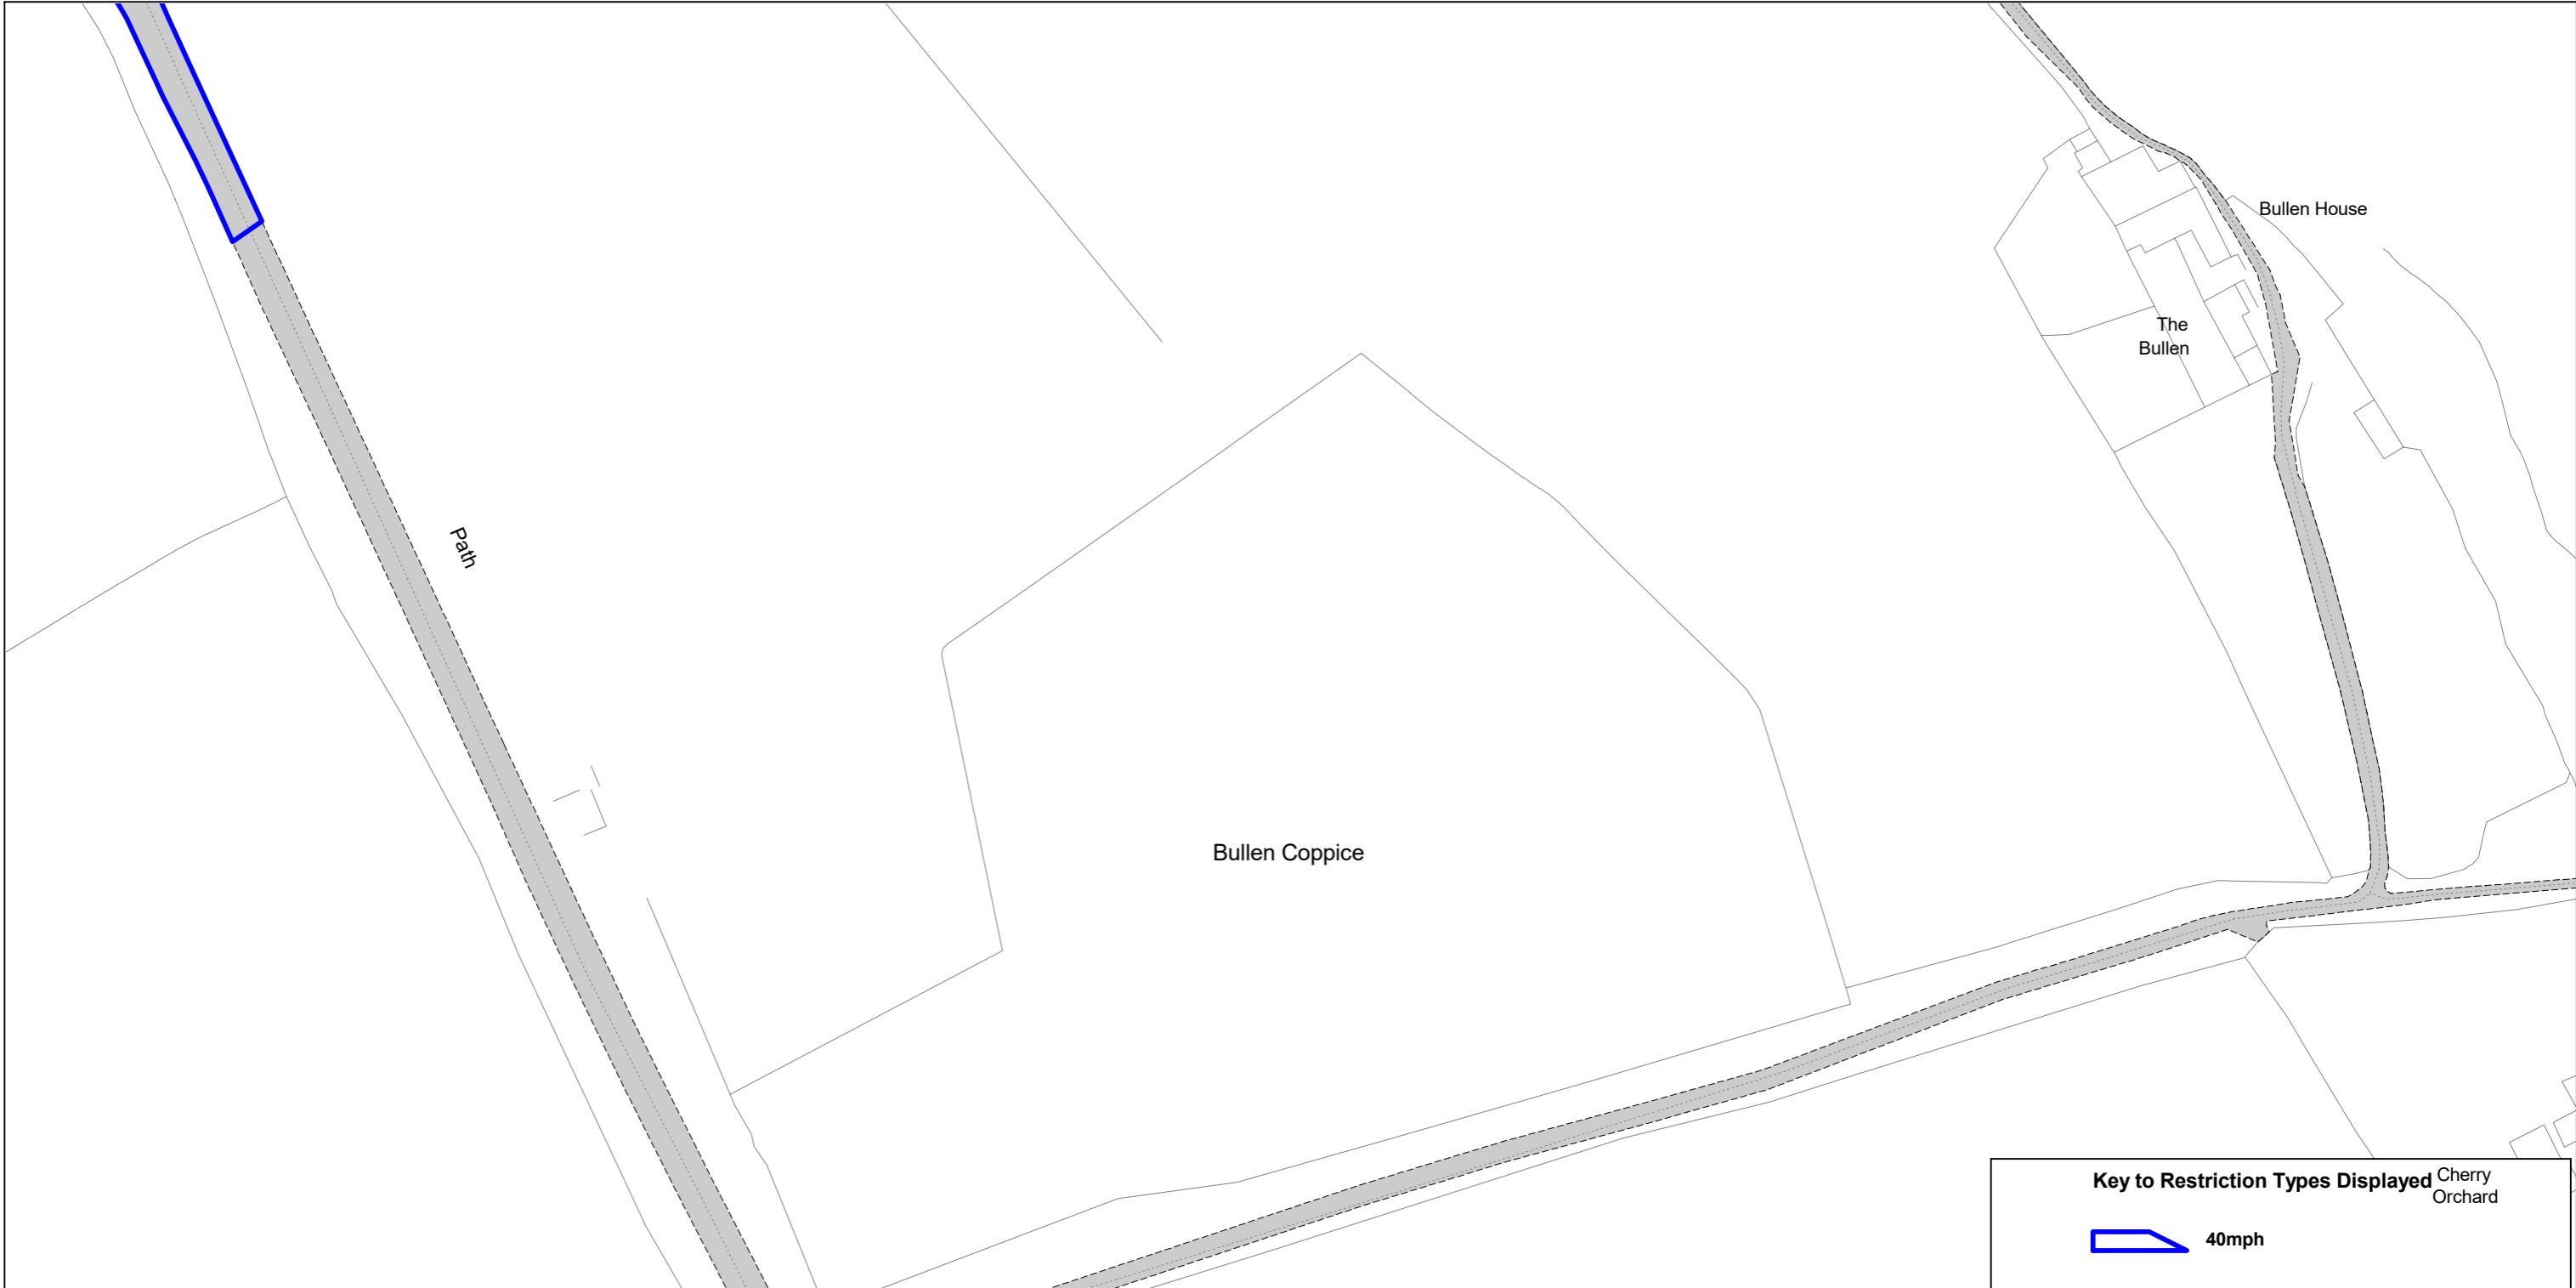 Bullen House
The
Bullen
Path
Bullen Coppice
Key to Restriction Types Displayed
Cherry
Orchard
40mph